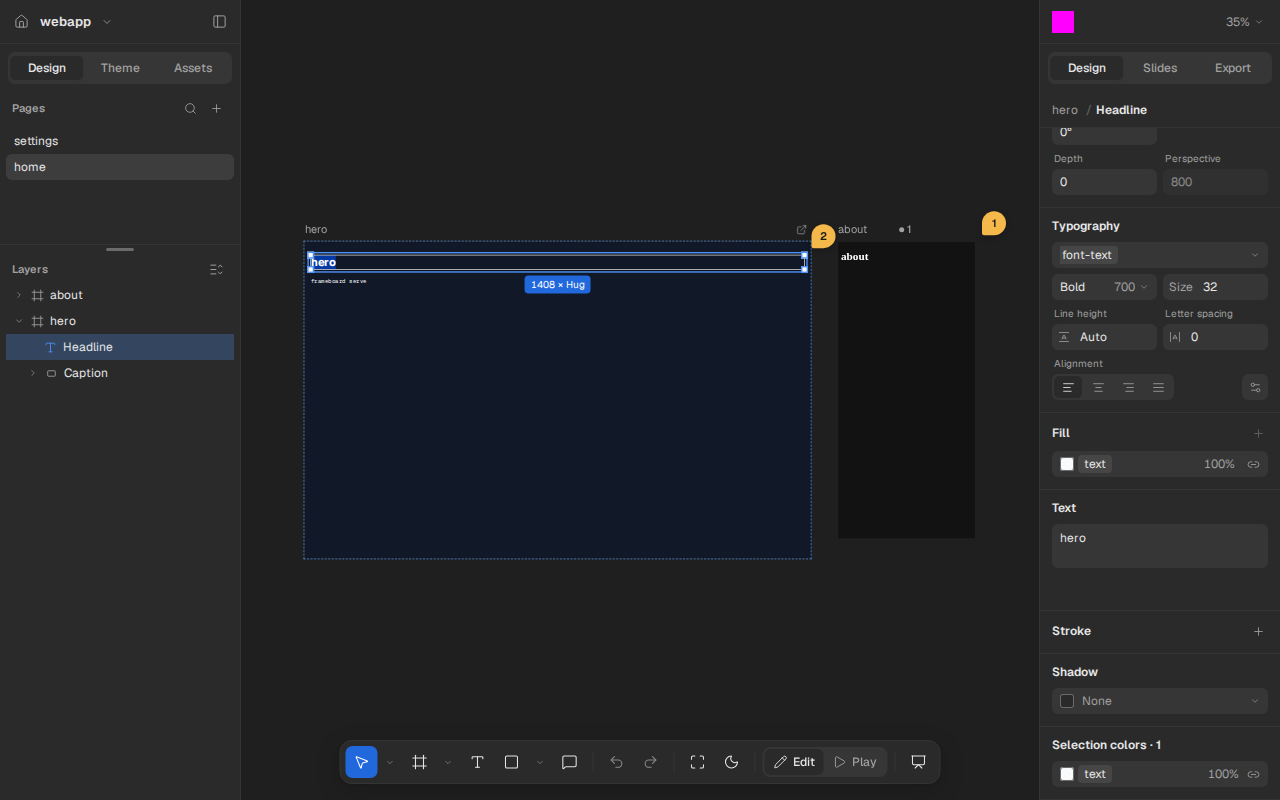 webapp
Design
Theme
Assets
Pages
settings
home
Layers
about
hero
Headline
Caption
hero
2
about
1
1
hero
frameboard serve
1408 × Hug
about
Edit
Play
35%
Design
Slides
Export
hero / Headline
0°
Depth
Perspective
0
800
Typography
font-text
Bold
700
Size
32
Line height
Letter spacing
Auto
0
Alignment
Fill
text
100%
Text
hero
Stroke
Shadow
None
Selection colors · 1
text
100%